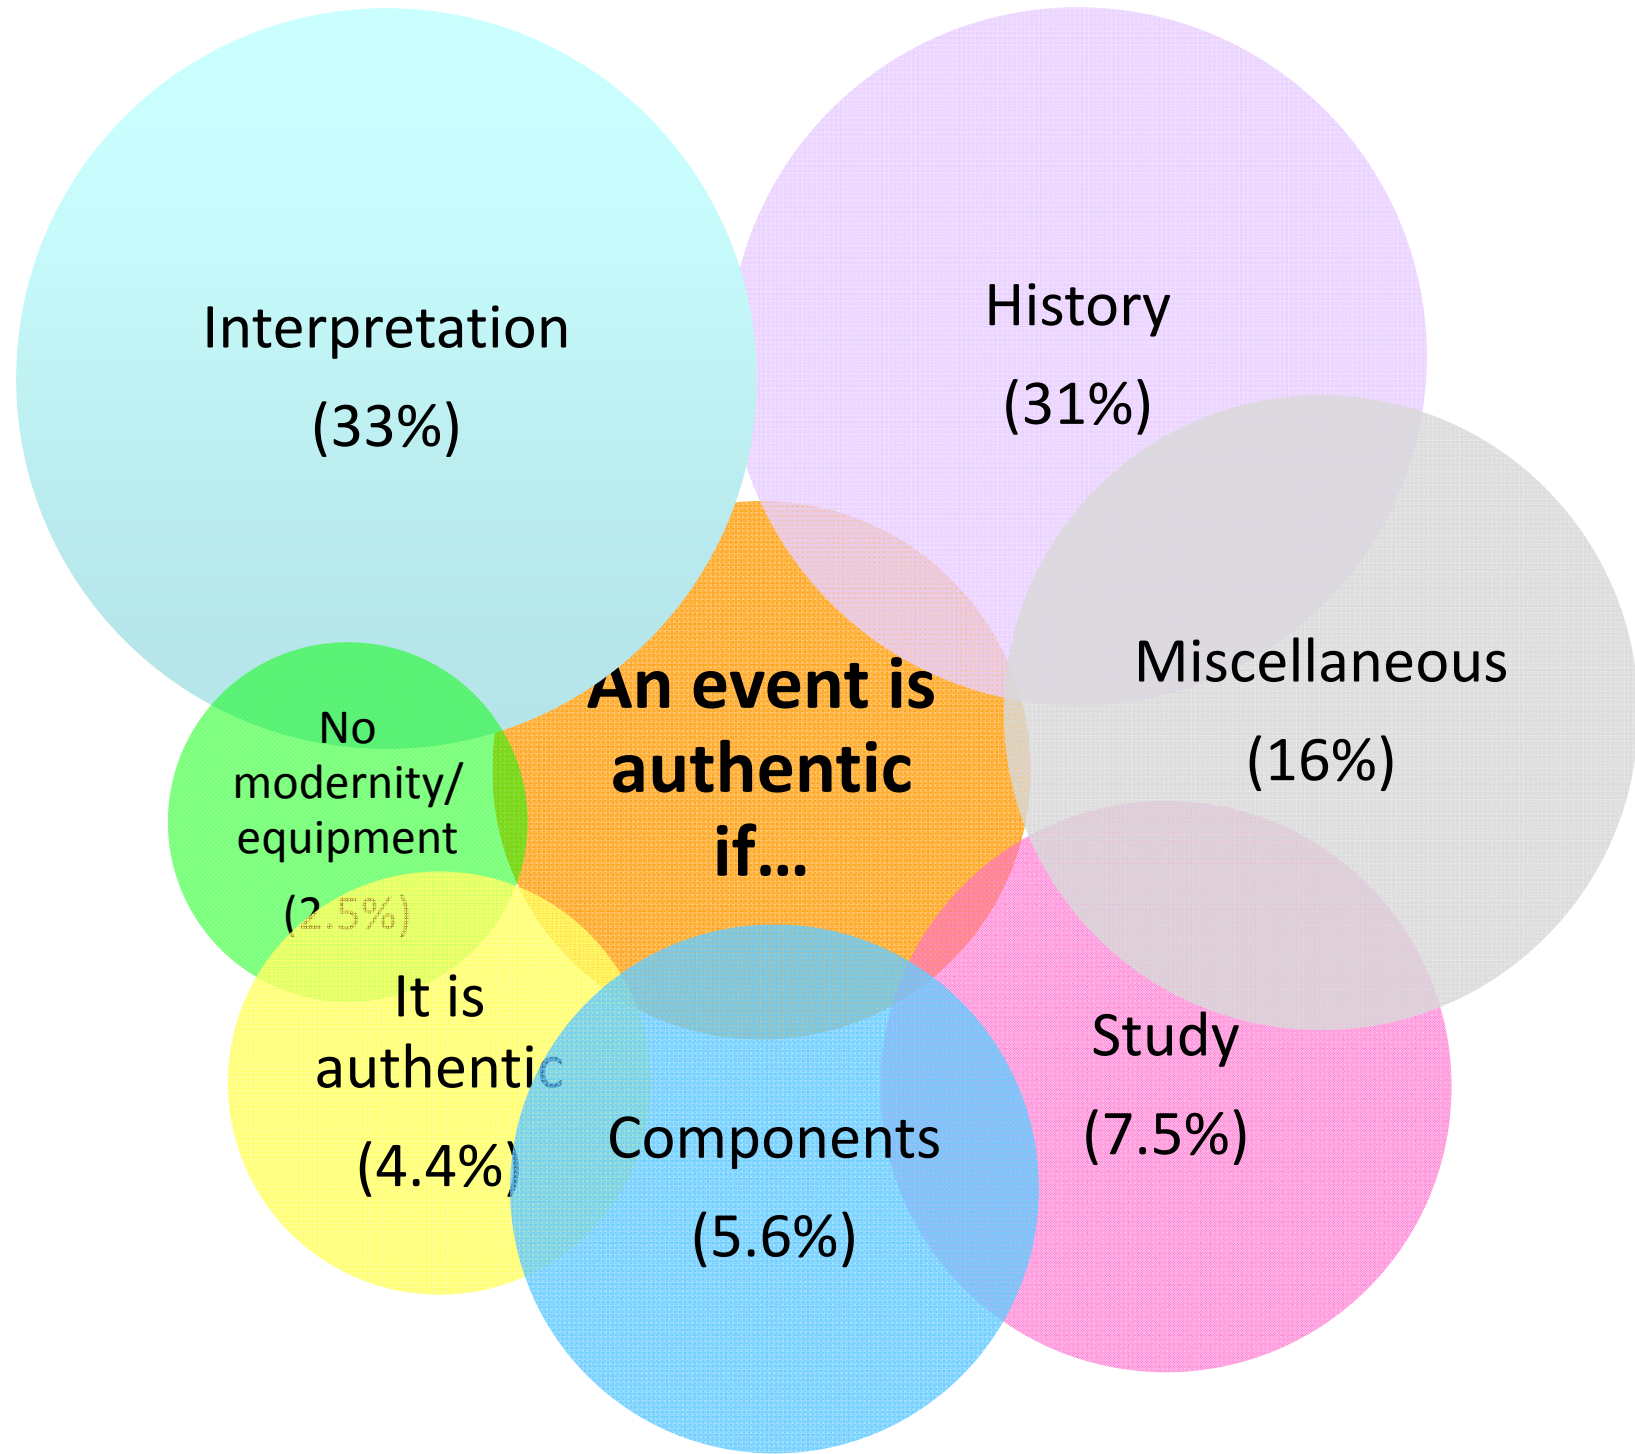 Interpretation
(33%)
History
(31%)
Miscellaneous
(16%)
Study
(7.5%)
Components
(5.6%)
It is
authentic
(4.4%)
No
modernity/
equipment
(2.5%)
An event is
authentic
if...